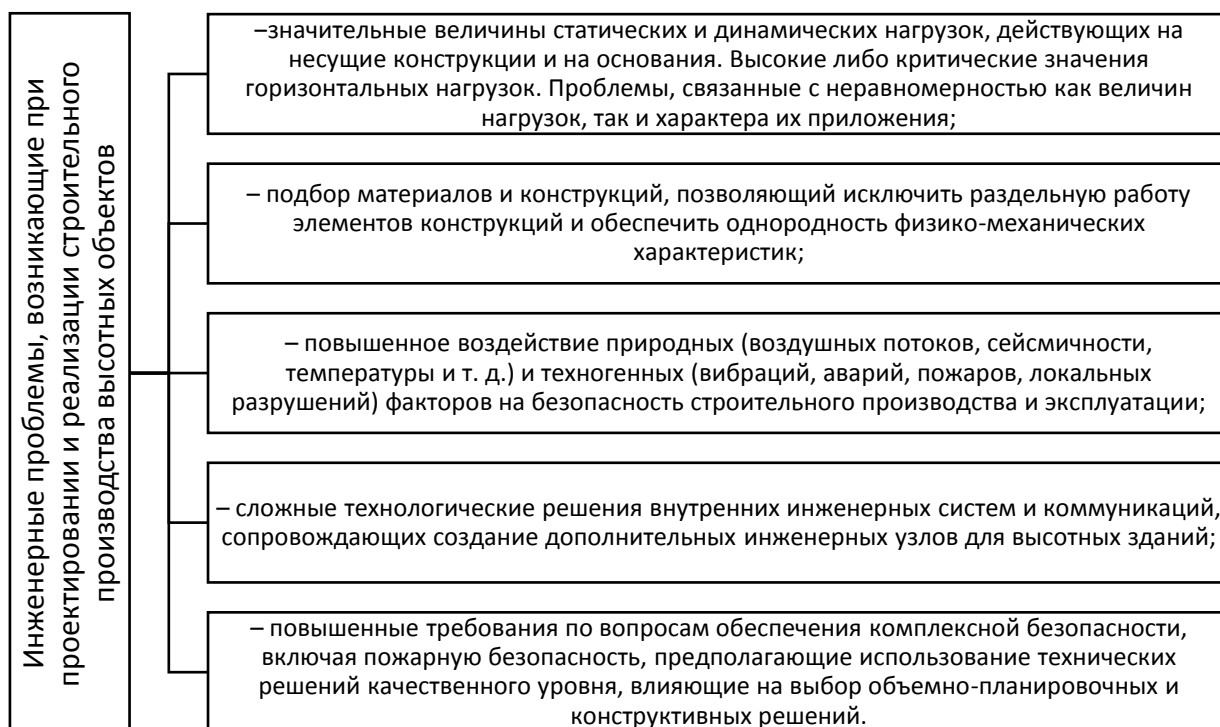 Инженерные проблемы, возникающие при
проектировании и реализации строительного
производства высотных объектов
–значительные величины статических и динамических нагрузок, действующих на
несущие конструкции и на основания. Высокие либо критические значения
горизонтальных нагрузок. Проблемы, связанные с неравномерностью как величин
нагрузок, так и характера их приложения;
– подбор материалов и конструкций, позволяющий исключить раздельную работу
элементов конструкций и обеспечить однородность физико-механических
характеристик;
– повышенное воздействие природных (воздушных потоков, сейсмичности,
температуры и т. д.) и техногенных (вибраций, аварий, пожаров, локальных
разрушений) факторов на безопасность строительного производства и эксплуатации;
– сложные технологические решения внутренних инженерных систем и коммуникаций,
сопровождающих создание дополнительных инженерных узлов для высотных зданий;
– повышенные требования по вопросам обеспечения комплексной безопасности,
включая пожарную безопасность, предполагающие использование технических
решений качественного уровня, влияющие на выбор объемно-планировочных и
конструктивных решений.